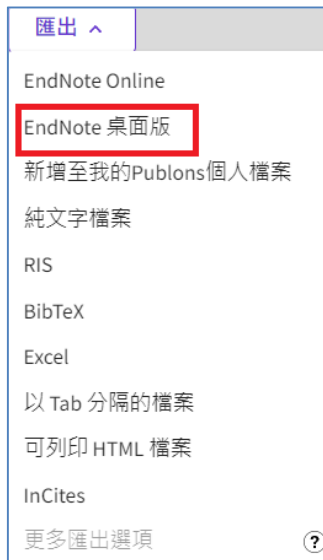 匯出 ^
EndNote Online
EndNote 桌面版
新增至我的Publons個人檔案
純文字檔案
RIS
BibTeX
Excel
以 Tab 分隔的檔案
可列印 HTML 檔案
InCites
更多匯出選項 ?